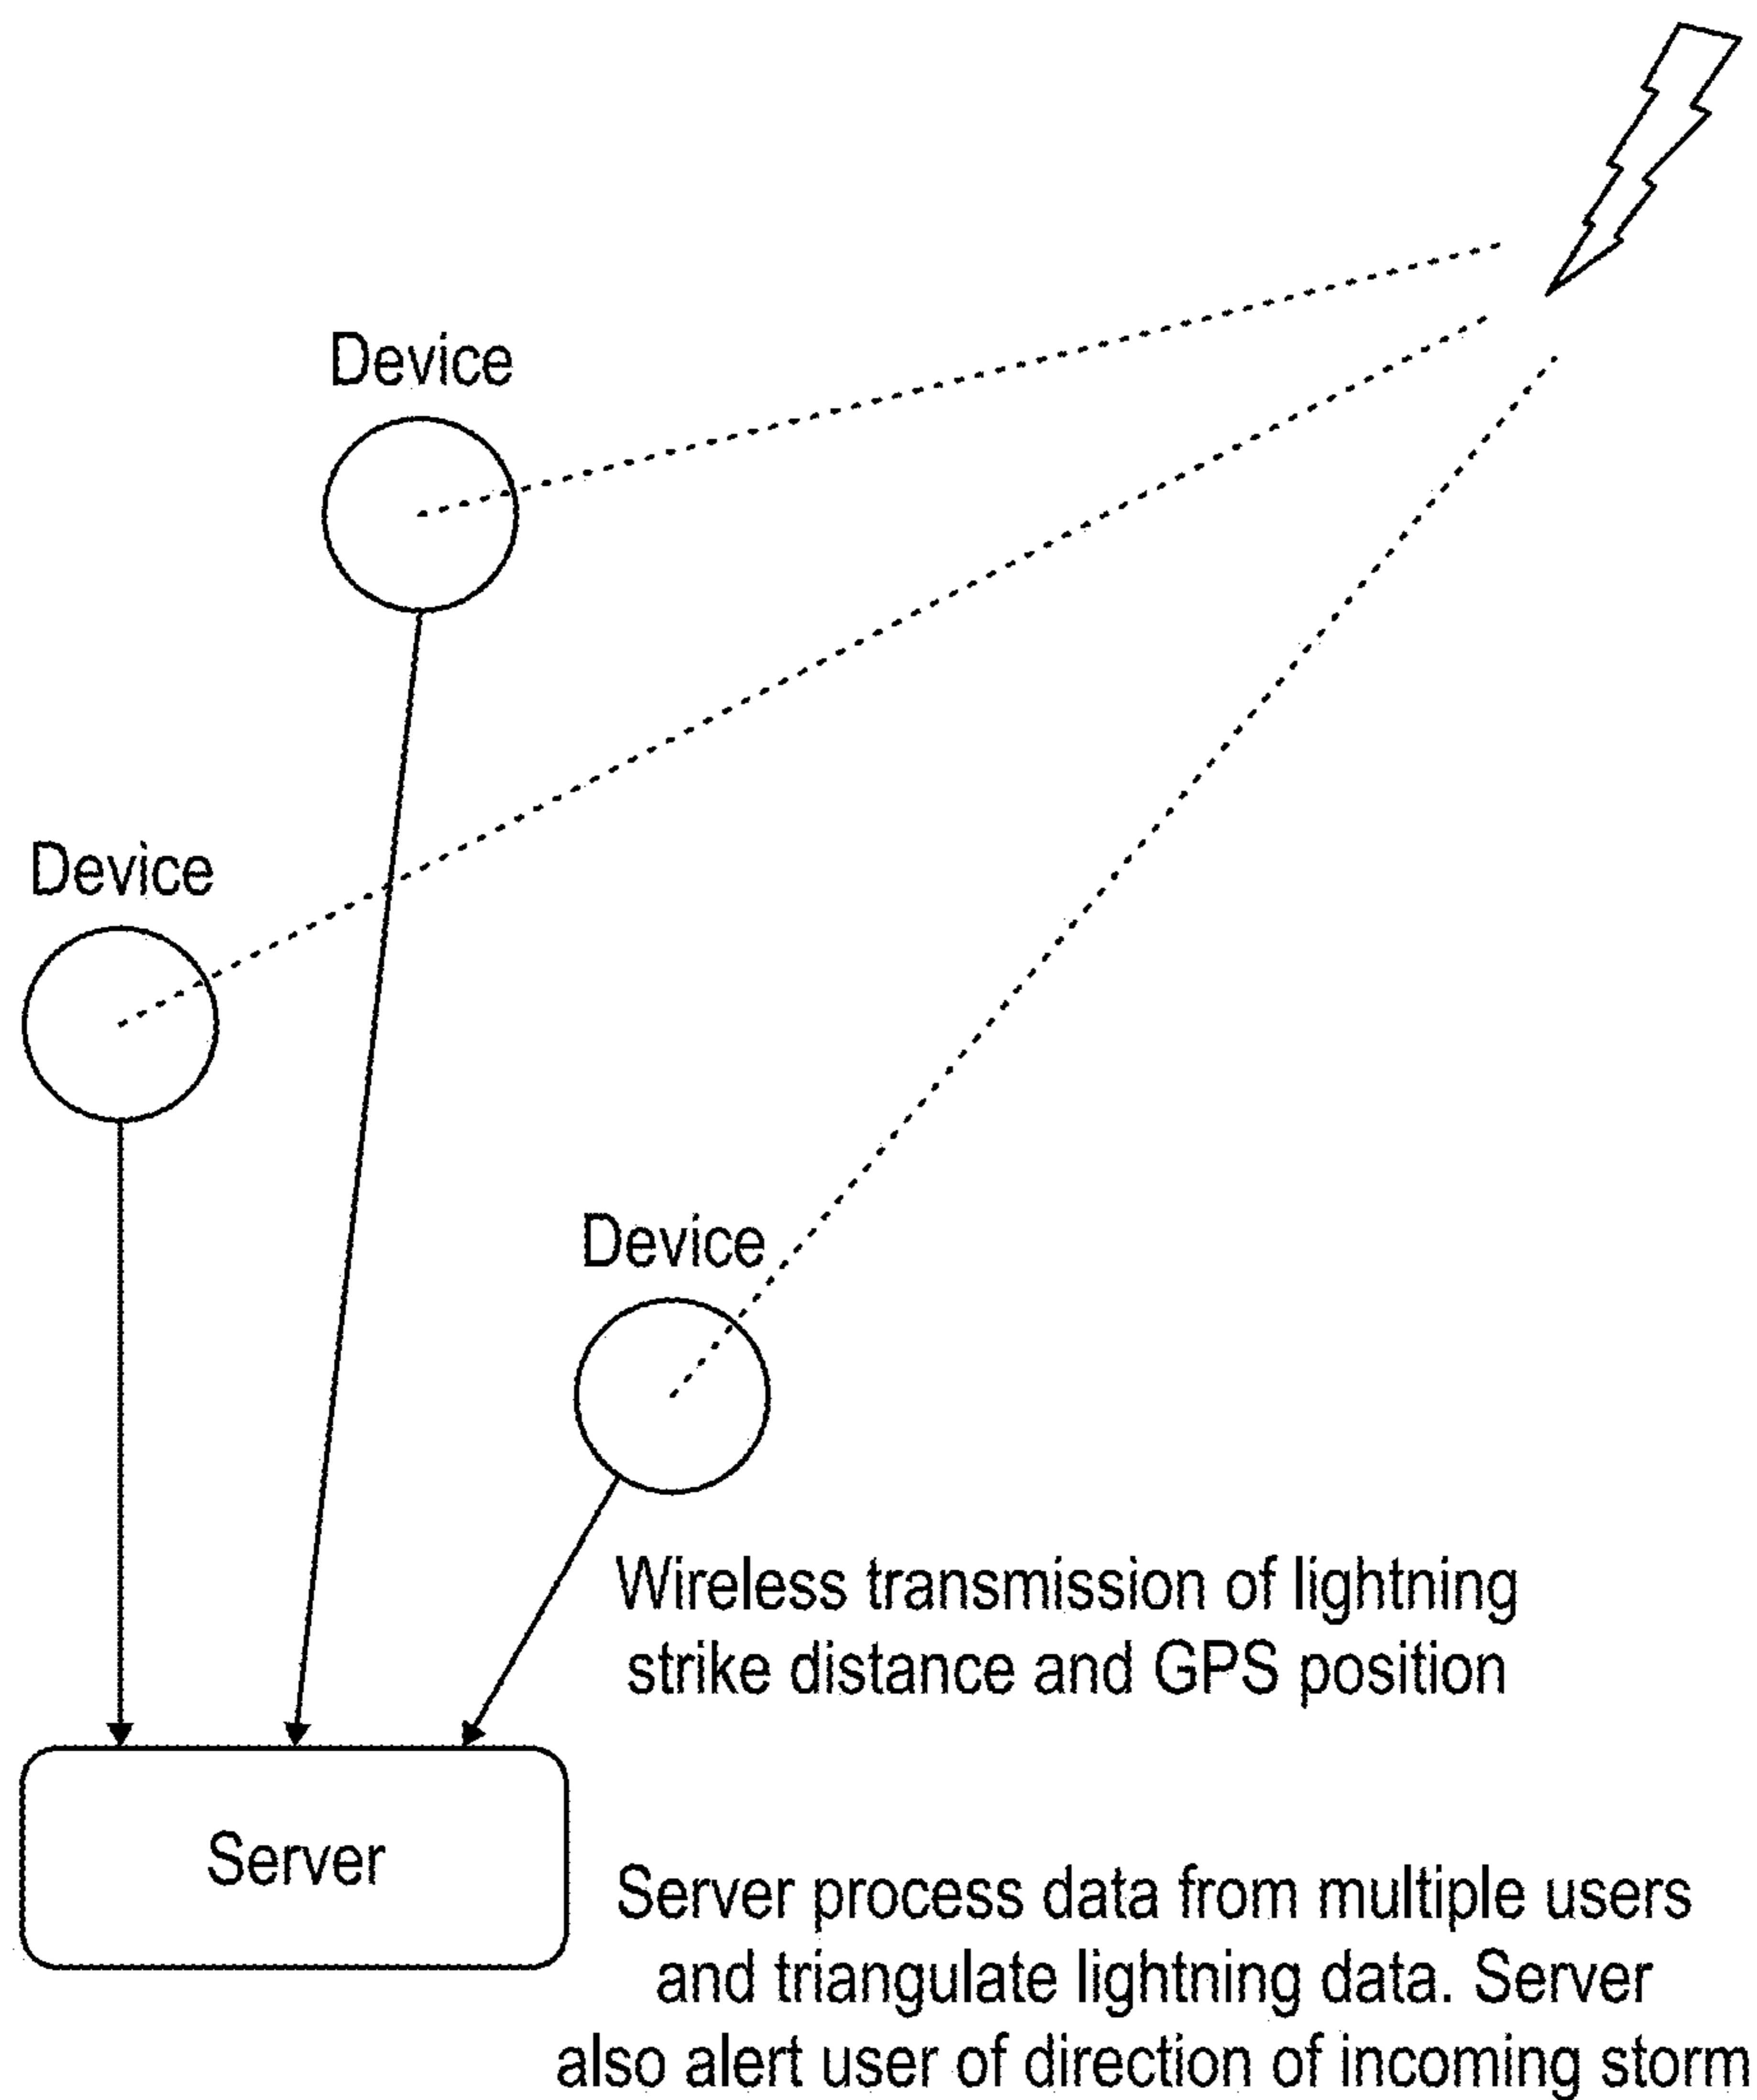 Device
Device
Device
Wireless transmission of lightning
strike distance and GPS position
Server
Server process data from multiple users
and triangulate lightning data. Server
also alert user of direction of incoming storm